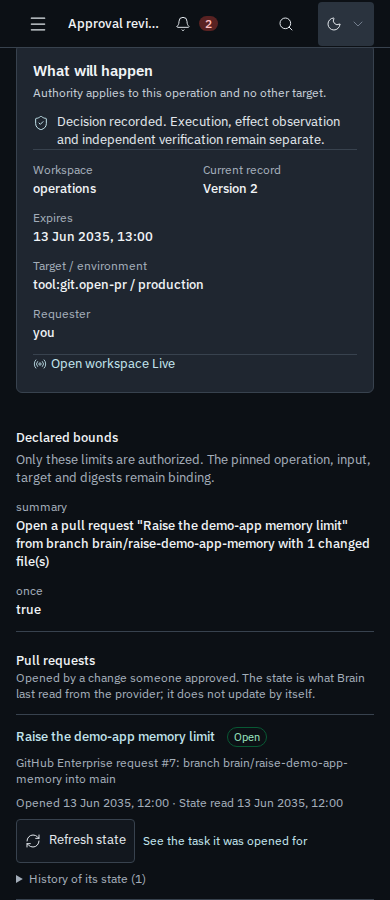 Approval revi...
2
What will happen
Authority applies to this operation and no other target.
Decision recorded. Execution, effect observation
and independent verification remain separate.
Workspace
operations
Current record
Version 2
Expires
13 Jun 2035, 13:00
Target / environment
tool:git.open-pr / production
Requester
you
Open workspace Live
Declared bounds
Only these limits are authorized. The pinned operation, input,
target and digests remain binding.
summary
Open a pull request "Raise the demo-app memory limit"
from branch brain/raise-demo-app-memory with 1 changed
file(s)
once
true
Pull requests
Opened by a change someone approved. The state is what Brain
last read from the provider; it does not update by itself.
Raise the demo-app memory limit Open
GitHub Enterprise request #7: branch brain/raise-demo-app-
memory into main
Opened 13 Jun 2035, 12:00 · State read 13 Jun 2035, 12:00
Refresh state See the task it was opened for
History of its state (1)